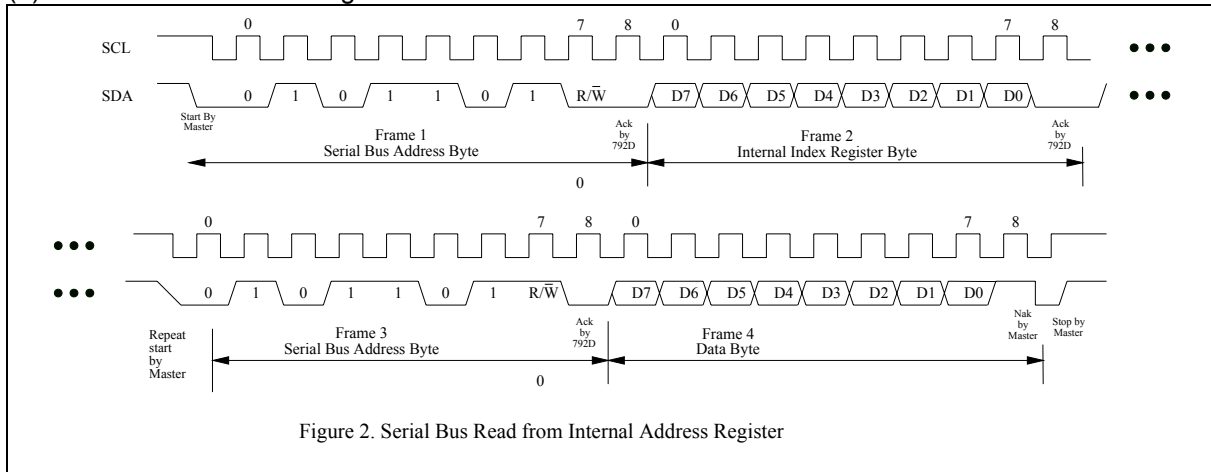 0 7 8 0 7 8
SCL
SDA 0 1 0 1 1 0 1 R/W̅ D7 D6 D5 D4 D3 D2 D1 D0
Start By
Master
Frame 1
Serial Bus Address Byte
Ack
by
792D
Frame 2
Internal Index Register Byte
Ack
by
792D
0
0 7 8 0 7 8
0 1 0 1 1 0 1 R/W̅ D7 D6 D5 D4 D3 D2 D1 D0
Repeat
start
by
Master
Frame 3
Serial Bus Address Byte
Ack
by
792D
Frame 4
Data Byte
Nak
by
Master
Stop by
Master
0
Figure 2. Serial Bus Read from Internal Address Register